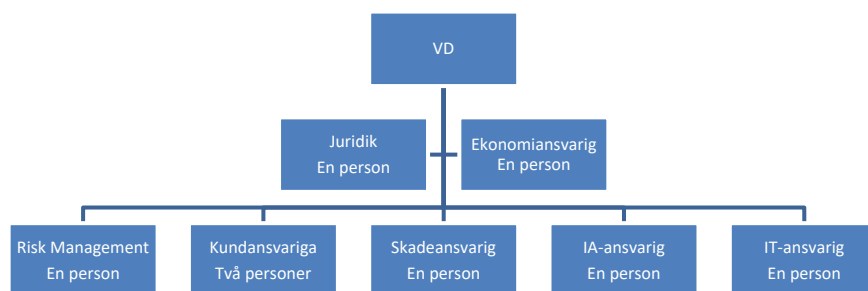 VD
Juridik
En person
Ekonomiansvarig
En person
Risk Management
En person
Kundansvariga
Två personer
Skadeansvarig
En person
IA-ansvarig
En person
IT-ansvarig
En person